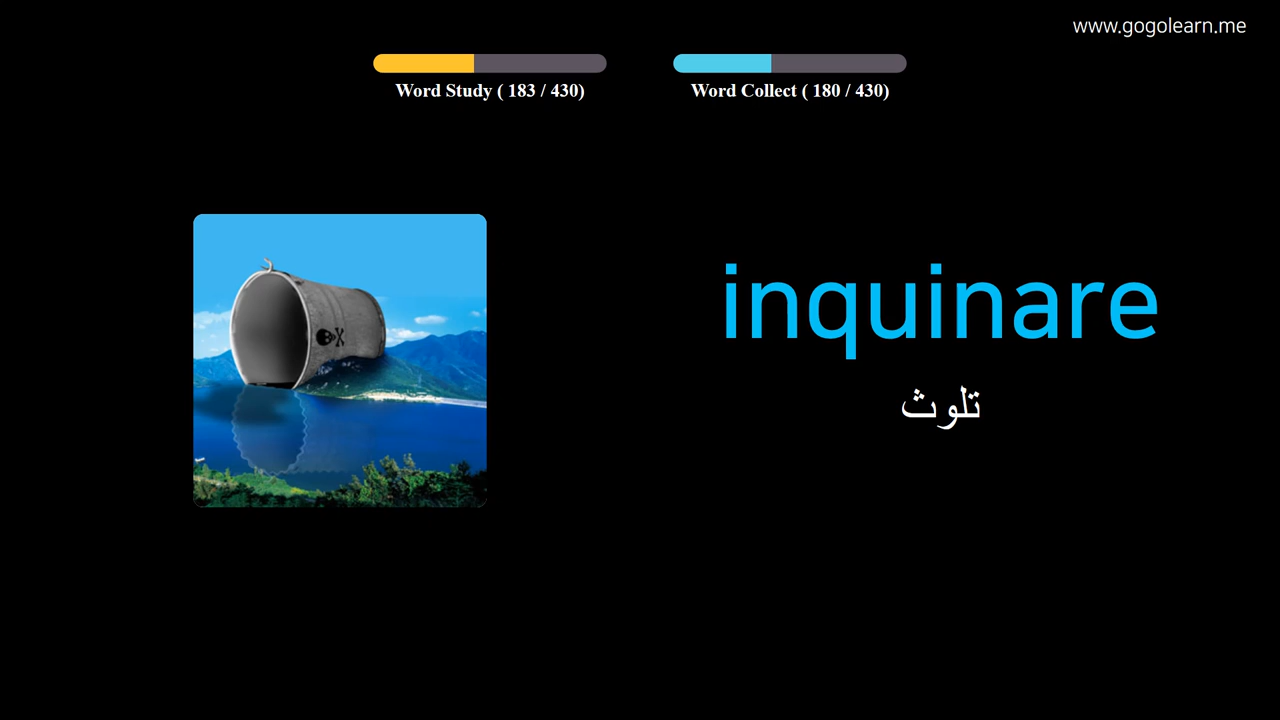 www.gogolearn.me
Word Study ( 183 / 430)
Word Collect ( 180 / 430)
inquinare
تلوث